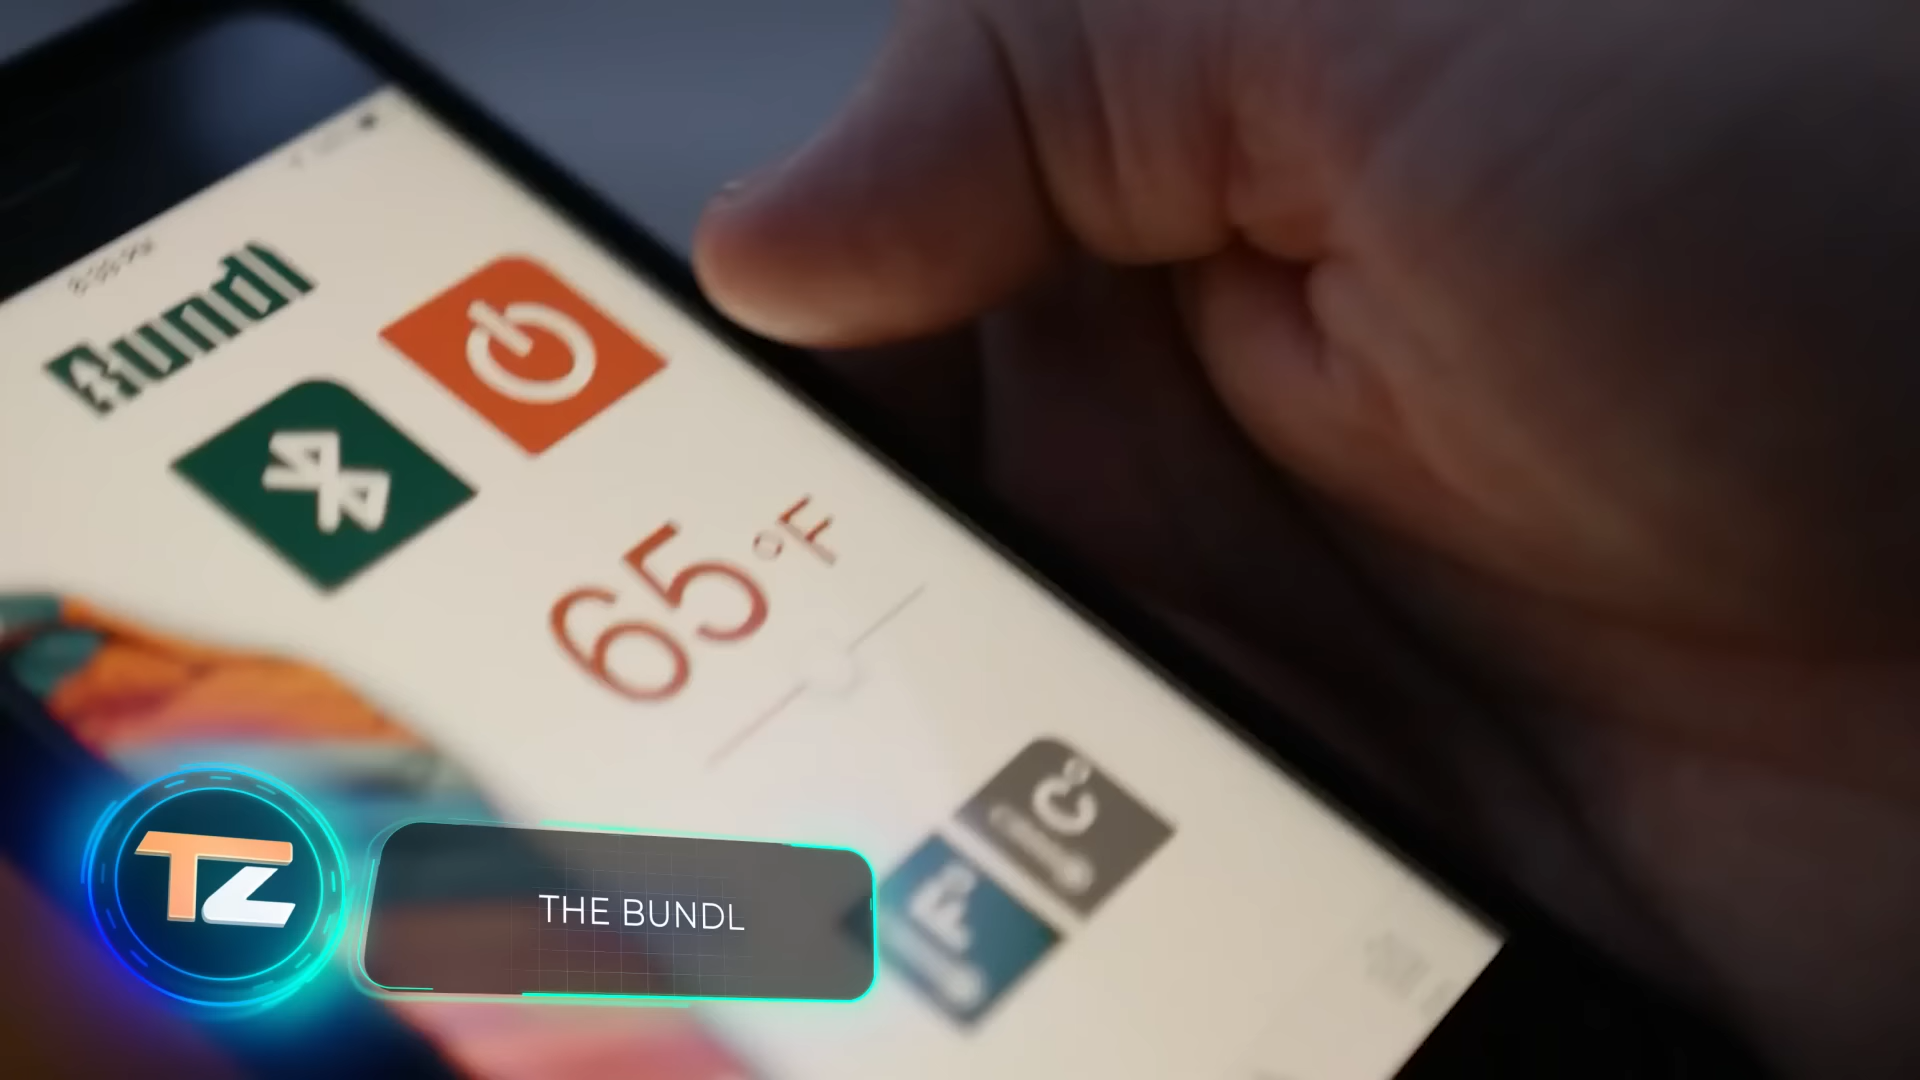 Bundl
65°F
C°
F°
TZ
THE BUNDL